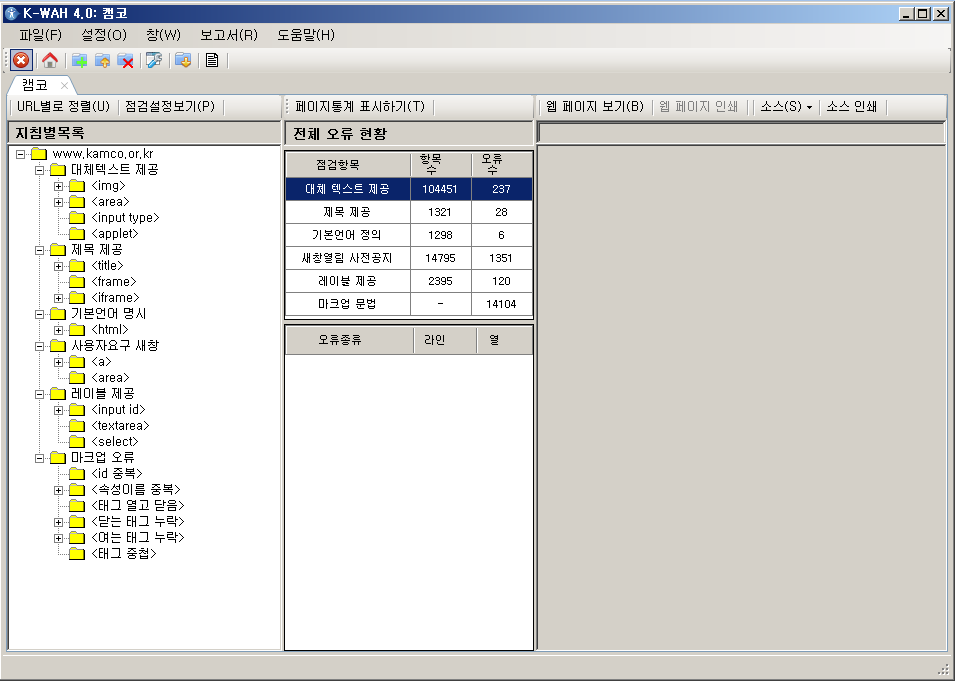 K-WAH 4.0: 캠코
파일(F) 설정(O) 창(W) 보고서(R) 도움말(H)
캠코
URL별로 정렬(U) 점검설정보기(P) 페이지통계 표시하기(T) 웹 페이지 보기(B) 웹 페이지 인쇄 소스(S) 소스 인쇄
지침별목록
www.kamco.or.kr
대체텍스트 제공
<img>
<area>
<input type>
<applet>
제목 제공
<title>
<frame>
<iframe>
기본언어 명시
<html>
사용자요구 새창
<a>
<area>
레이블 제공
<input id>
<textarea>
<select>
마크업 오류
<id 중복>
<속성이름 중복>
<태그 열고 닫음>
<닫는 태그 누락>
<여는 태그 누락>
<태그 중첩>
전체 오류 현황
점검항목 항목수 오류수
대체 텍스트 제공 104451 237
제목 제공 1321 28
기본언어 정의 1298 6
새창열림 사전공지 14795 1351
레이블 제공 2395 120
마크업 문법 - 14104
오류종류 라인 열